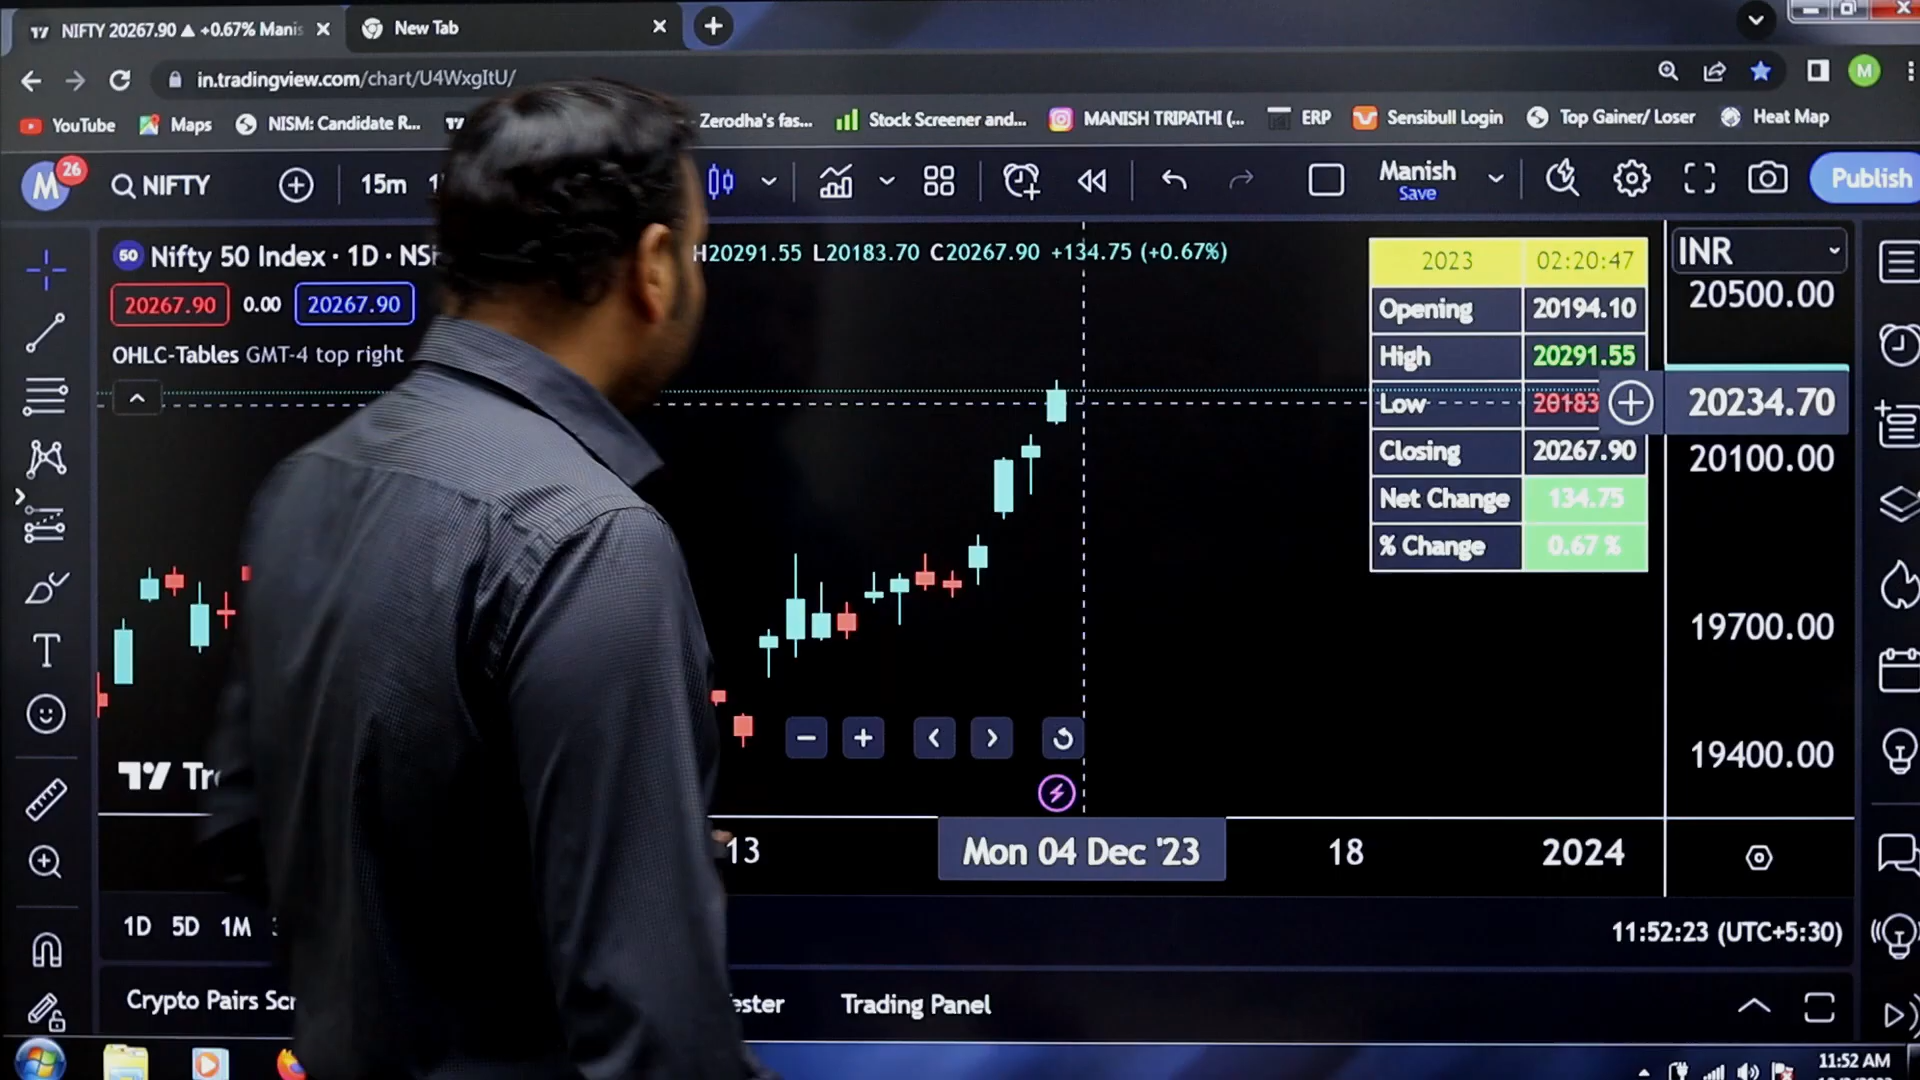 NIFTY 20267.90 ▲ +0.67% Manis
New Tab
in.tradingview.com/chart/U4WxgItU/
M
YouTube
Maps
NISM: Candidate R...
Zerodha's fas...
Stock Screener and...
MANISH TRIPATHI (...
ERP
Sensibull Login
Top Gainer/ Loser
Heat Map
M
26
NIFTY
15m
Manish
Save
Publish
50
Nifty 50 Index · 1D ·
H20291.55 L20183.70 C20267.90 +134.75 (+0.67%)
20267.90
0.00
20267.90
OHLC-Tables GMT-4 top right
2023 02:20:47
Opening 20194.10
High 20291.55
Low 20183
Closing 20267.90
Net Change 134.75
% Change 0.67 %
INR
20500.00
20234.70
20100.00
19700.00
19400.00
13
Mon 04 Dec '23
18
2024
1D 5D 1M
11:52:23 (UTC+5:30)
Crypto Pairs
Trading Panel
11:52 AM